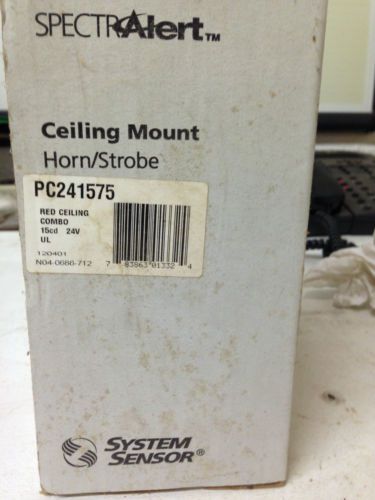 SPECTRAlert™
Ceiling Mount
Horn/Strobe
PC241575
RED CEILING
COMBO
15cd 24V
UL
120401
N04-0688-712
7 83863 01332 4
SYSTEM
SENSOR®